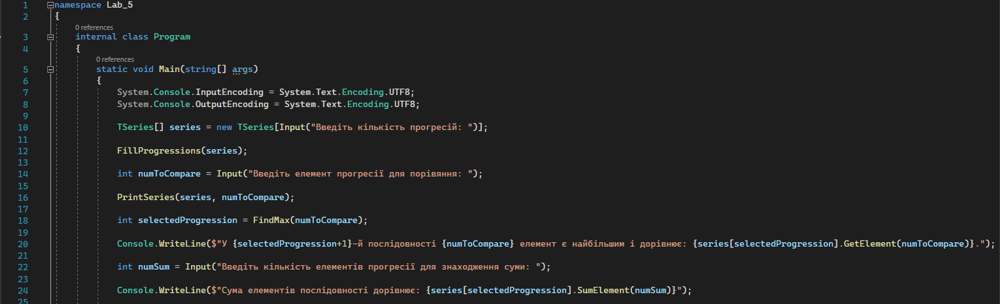 1 namespace Lab_5
2 {
0 references
3 internal class Program
4 {
0 references
5 static void Main(string[] args)
6 {
7 System.Console.InputEncoding = System.Text.Encoding.UTF8;
8 System.Console.OutputEncoding = System.Text.Encoding.UTF8;
9
10 TSeries[] series = new TSeries[Input("Введіть кількість прогресій: ")];
11
12 FillProgressions(series);
13
14 int numToCompare = Input("Введіть елемент прогресії для порівяння: ");
15
16 PrintSeries(series, numToCompare);
17
18 int selectedProgression = FindMax(numToCompare);
19
20 Console.WriteLine($"У {selectedProgression+1}-й послідовності {numToCompare} елемент є найбільшим і дорівнює: {series[selectedProgression].GetElement(numToCompare)}.");
21
22 int numSum = Input("Введіть кількість елементів прогресії для знаходження суми: ");
23
24 Console.WriteLine($"Сума елементів послідовності дорівнює: {series[selectedProgression].SumElement(numSum)}");
25